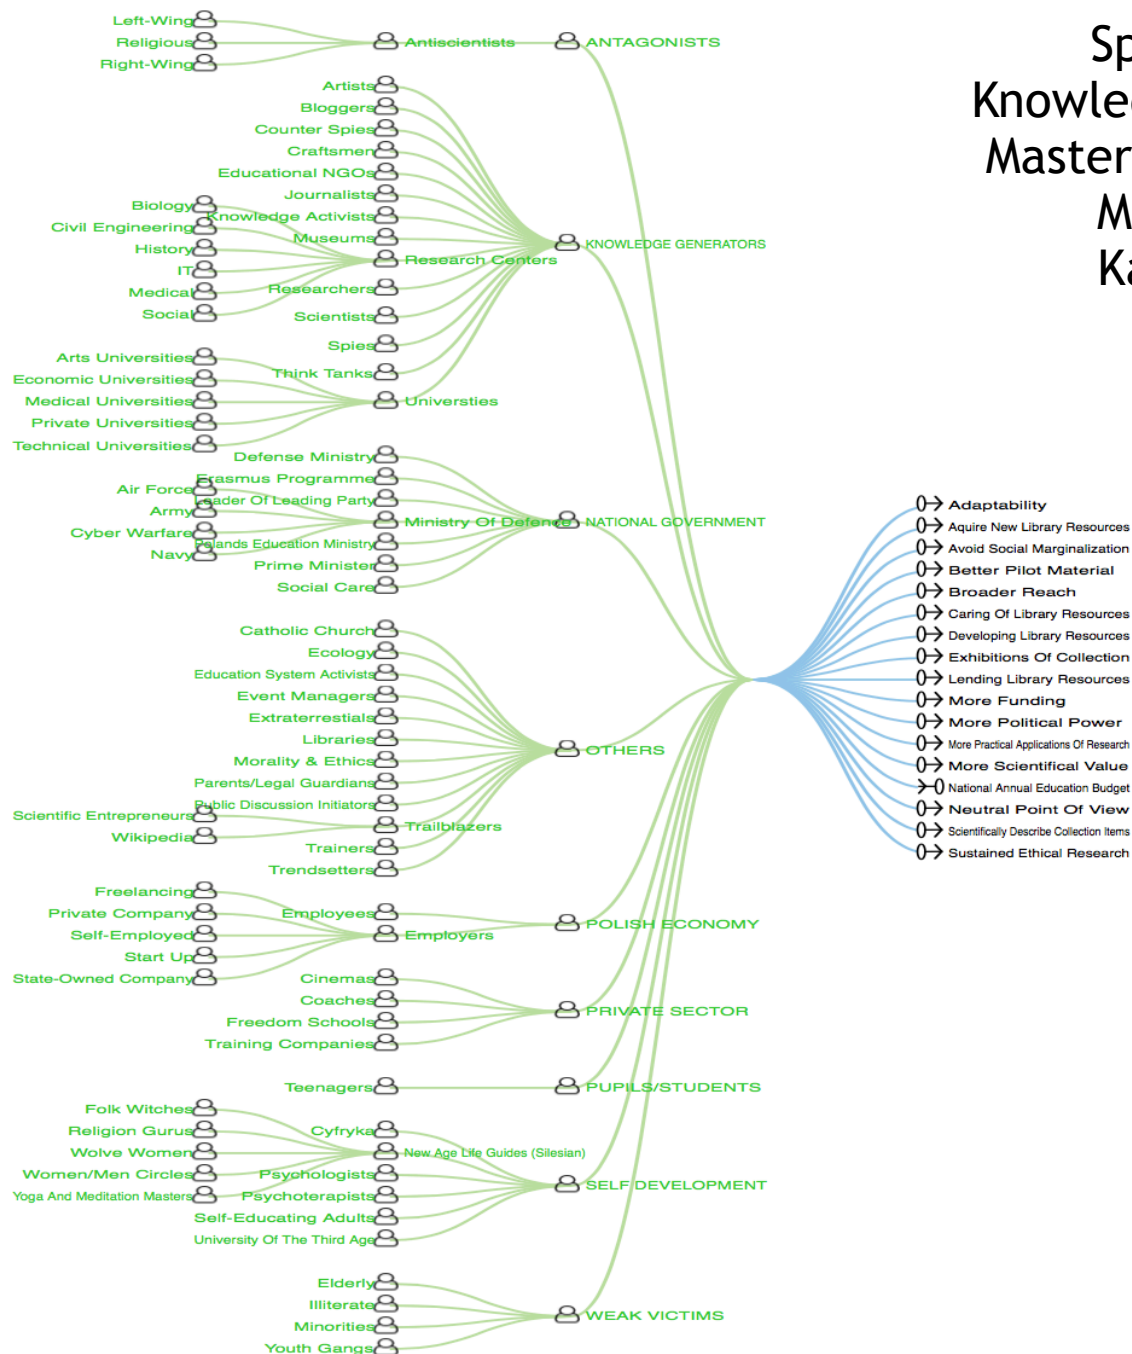 Left-Wing
Religious
Right-Wing
Antiscientists
ANTAGONISTS
Artists
Bloggers
Counter Spies
Craftsmen
Educational NGOs
Journalists
Knowledge Activists
Museums
Biology
Civil Engineering
History
IT
Medical
Social
Research Centers
Researchers
Scientists
Spies
Think Tanks
Arts Universities
Economic Universities
Medical Universities
Private Universities
Technical Universities
Universties
KNOWLEDGE GENERATORS
Defense Ministry
Erasmus Programme
Leader Of Leading Party
Air Force
Army
Cyber Warfare
Navy
Ministry Of Defence
Polands Education Ministry
Prime Minister
Social Care
NATIONAL GOVERNMENT
Catholic Church
Ecology
Education System Activists
Event Managers
Extraterrestials
Libraries
Morality & Ethics
Parents/Legal Guardians
Public Discussion Initiators
Scientific Entrepreneurs
Wikipedia
Trailblazers
Trainers
Trendsetters
OTHERS
Employees
Freelancing
Private Company
Self-Employed
Start Up
State-Owned Company
Employers
POLISH ECONOMY
Cinemas
Coaches
Freedom Schools
Training Companies
PRIVATE SECTOR
Teenagers
PUPILS/STUDENTS
Cyfryka
Folk Witches
Religion Gurus
Wolve Women
Women/Men Circles
Yoga And Meditation Masters
New Age Life Guides (Silesian)
Psychologists
Psychoterapists
Self-Educating Adults
University Of The Third Age
SELF DEVELOPMENT
Elderly
Illiterate
Minorities
Youth Gangs
WEAK VICTIMS
Sp
Knowled
Master
M
Ka
Adaptability
Aquire New Library Resources
Avoid Social Marginalization
Better Pilot Material
Broader Reach
Caring Of Library Resources
Developing Library Resources
Exhibitions Of Collection
Lending Library Resources
More Funding
More Political Power
More Practical Applications Of Research
More Scientifical Value
National Annual Education Budget
Neutral Point Of View
Scientifically Describe Collection Items
Sustained Ethical Research